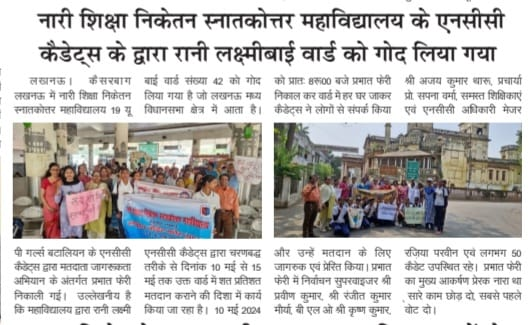 नारी शिक्षा निकेतन स्नातकोत्तर महाविद्यालय के एनसीसी
कैडेट्स के द्वारा रानी लक्ष्मीबाई वार्ड को गोद लिया गया
लखनऊ। कैसरबाग
लखनऊ में नारी शिक्षा निकेतन
स्नातकोत्तर महाविद्यालय 19 यू
पी गर्ल्स बटालियन के एनसीसी
कैडेट्स द्वारा मतदाता जागरूकता
अभियान के अंतर्गत प्रभात फेरी
निकाली गई। उल्लेखनीय है
कि महाविद्यालय द्वारा रानी लक्ष्मी
बाई वार्ड संख्या 42 को गोद
लिया गया है जो लखनऊ मध्य
विधानसभा क्षेत्र में आता है।
एनसीसी कैडेट्स द्वारा चरणबद्ध
तरीके से दिनांक 10 मई से 15
मई तक उक्त वार्ड में शत प्रतिशत
मतदान कराने की दिशा में कार्य
किया जा रहा है। 10 मई 2024
को प्रातः 8रू00 बजे प्रभात फेरी
निकाल कर वार्ड में हर घर जाकर
कैडेट्स ने लोगों से संपर्क किया
और उन्हें मतदान के लिए
जागरुक एवं प्रेरित किया। प्रभात
फेरी में निर्वाचन सुपरवाइजर श्री
प्रवीण कुमार, श्री रंजीत कुमार
मौर्या, बी एल ओ श्री कृष्ण कुमार,
श्री अजय कुमार थारू, प्रचार्या
प्रो. सपना वर्मा, समस्त शिक्षिकाएं
एवं एनसीसी अधिकारी मेजर
रजिया परवीन एवं लगभग 50
कैडेट उपस्थित रहे। प्रभात फेरी
का मुख्य आकर्षण प्रेरक नारा था
सारे काम छोड़ दो, सबसे पहले
वोट दो।